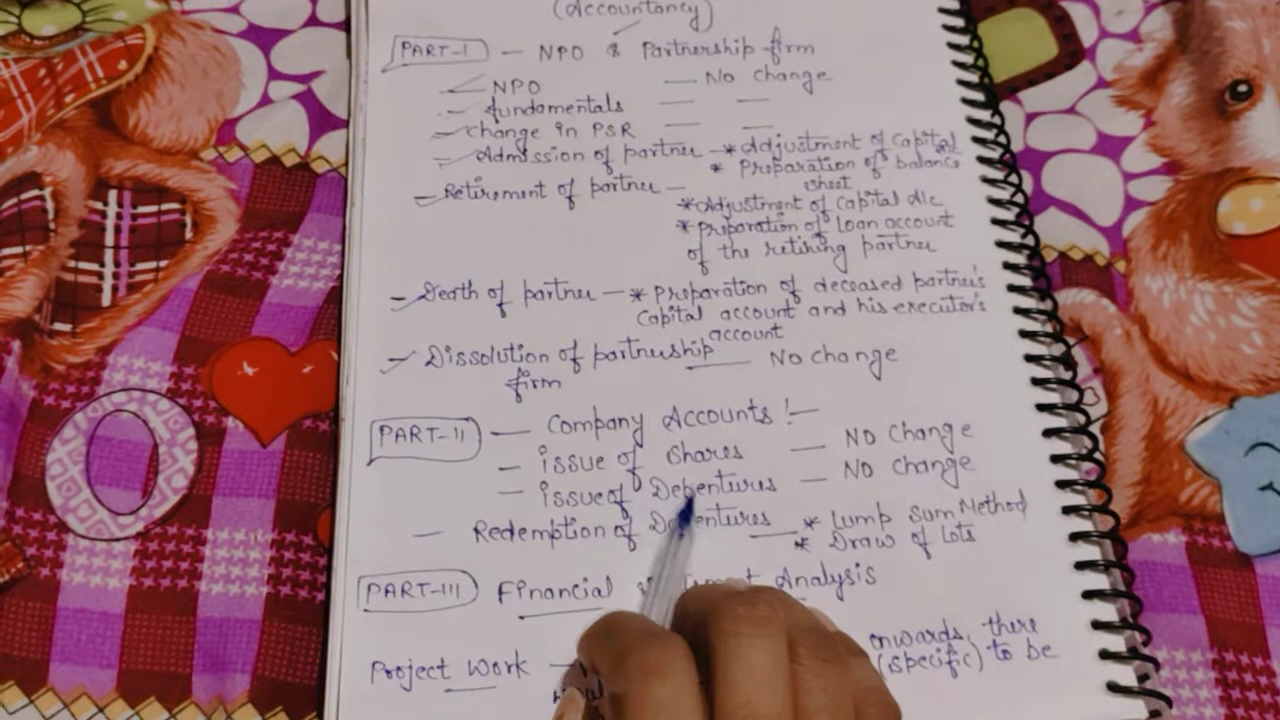 (Accountancy)
PART-I - NPO & Partnership firm
- NPO - No change
- fundamentals - -
- change in PSR - -
- Admission of partner - * Adjustment of capital
* Preparation of balance
sheet
- Retirement of partner -
* Adjustment of capital A/c
* preparation of loan account
of the retiring partner
- Death of partner - * preparation of deceased partner's
capital account and his executor's
account
- Dissolution of partnership - No change
firm
PART-II - Company Accounts :-
- issue of shares - No change
- issue of Debentures - No change
- Redemption of Debentures - * Lump sum Method
* Draw of lots
PART-III Financial Analysis
onwards, there
Project Work - (specific) to be